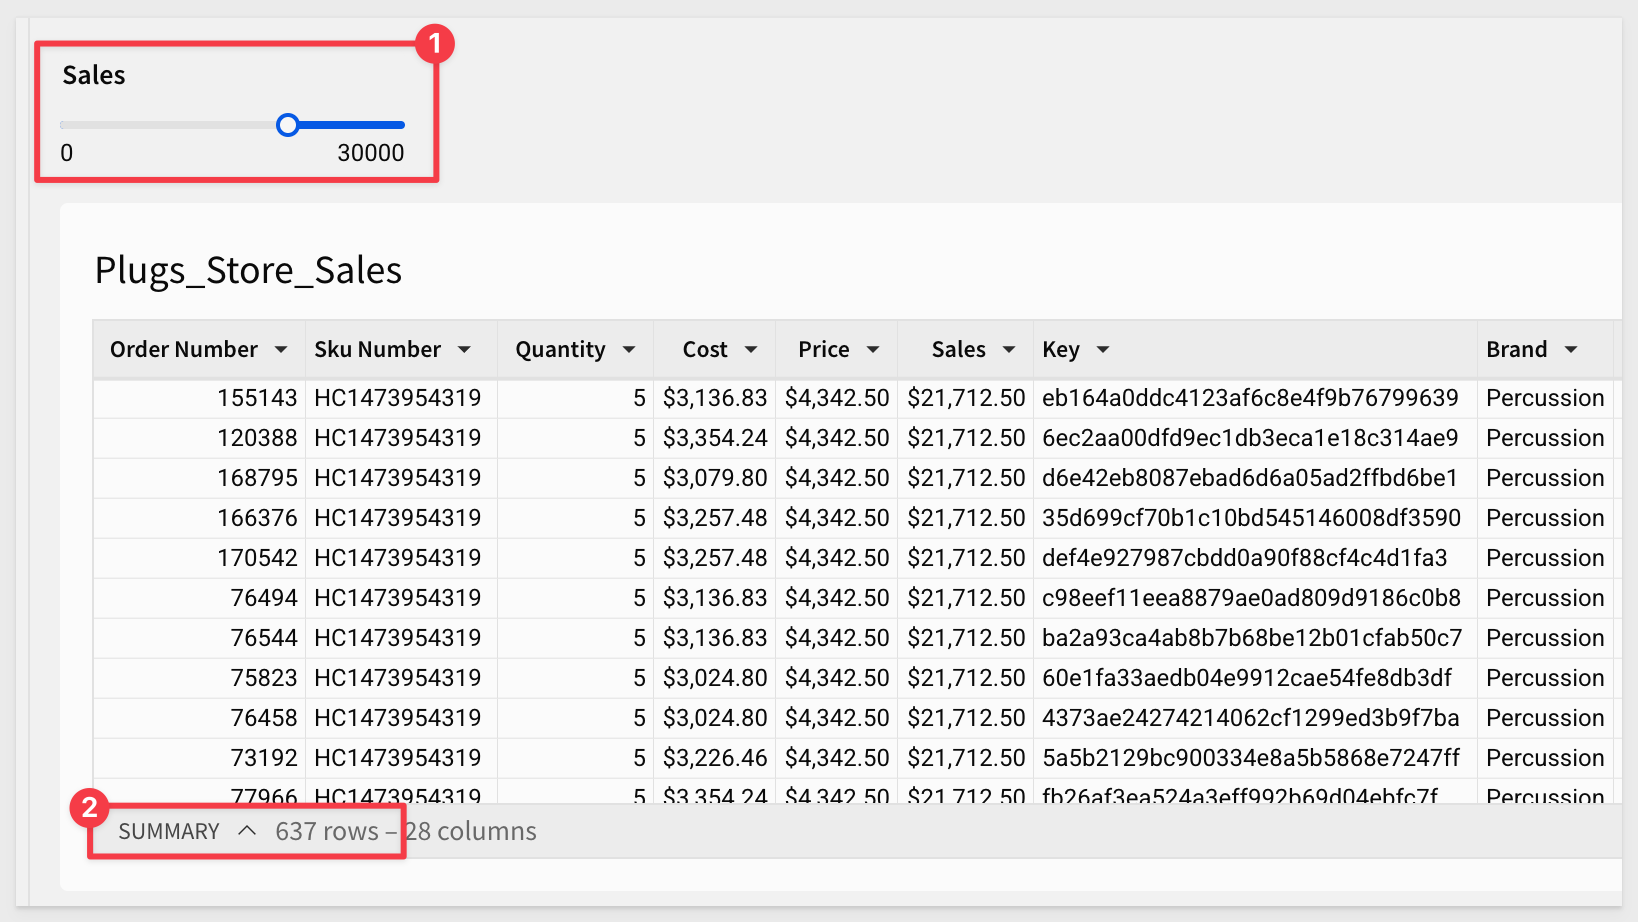 1
Sales
0 30000
Plugs_Store_Sales
Order Number Sku Number Quantity Cost Price Sales Key Brand
155143 HC1473954319 5 $3,136.83 $4,342.50 $21,712.50 eb164a0ddc4123af6c8e4f9b76799639 Percussion
120388 HC1473954319 5 $3,354.24 $4,342.50 $21,712.50 6ec2aa00dfd9ec1db3eca1e18c314ae9 Percussion
168795 HC1473954319 5 $3,079.80 $4,342.50 $21,712.50 d6e42eb8087ebad6d6a05ad2ffbd6be1 Percussion
166376 HC1473954319 5 $3,257.48 $4,342.50 $21,712.50 35d699cf70b1c10bd545146008df3590 Percussion
170542 HC1473954319 5 $3,257.48 $4,342.50 $21,712.50 def4e927987cbdd0a90f88cf4c4d1fa3 Percussion
76494 HC1473954319 5 $3,136.83 $4,342.50 $21,712.50 c98eef11eea8879ae0ad809d9186c0b8 Percussion
76544 HC1473954319 5 $3,136.83 $4,342.50 $21,712.50 ba2a93ca4ab8b7b68be12b01cfab50c7 Percussion
75823 HC1473954319 5 $3,024.80 $4,342.50 $21,712.50 60e1fa33aedb04e9912cae54fe8db3df Percussion
76458 HC1473954319 5 $3,024.80 $4,342.50 $21,712.50 4373ae24274214062cf1299ed3b9f7ba Percussion
73192 HC1473954319 5 $3,226.46 $4,342.50 $21,712.50 5a5b2129bc900334e8a5b5868e7247ff Percussion
77966 HC1473954319 5 $3,354.24 $4,342.50 $21,712.50 fb26af3ea524a3eff992b69d04ebfc7f Percussion
2
SUMMARY 637 rows – 28 columns